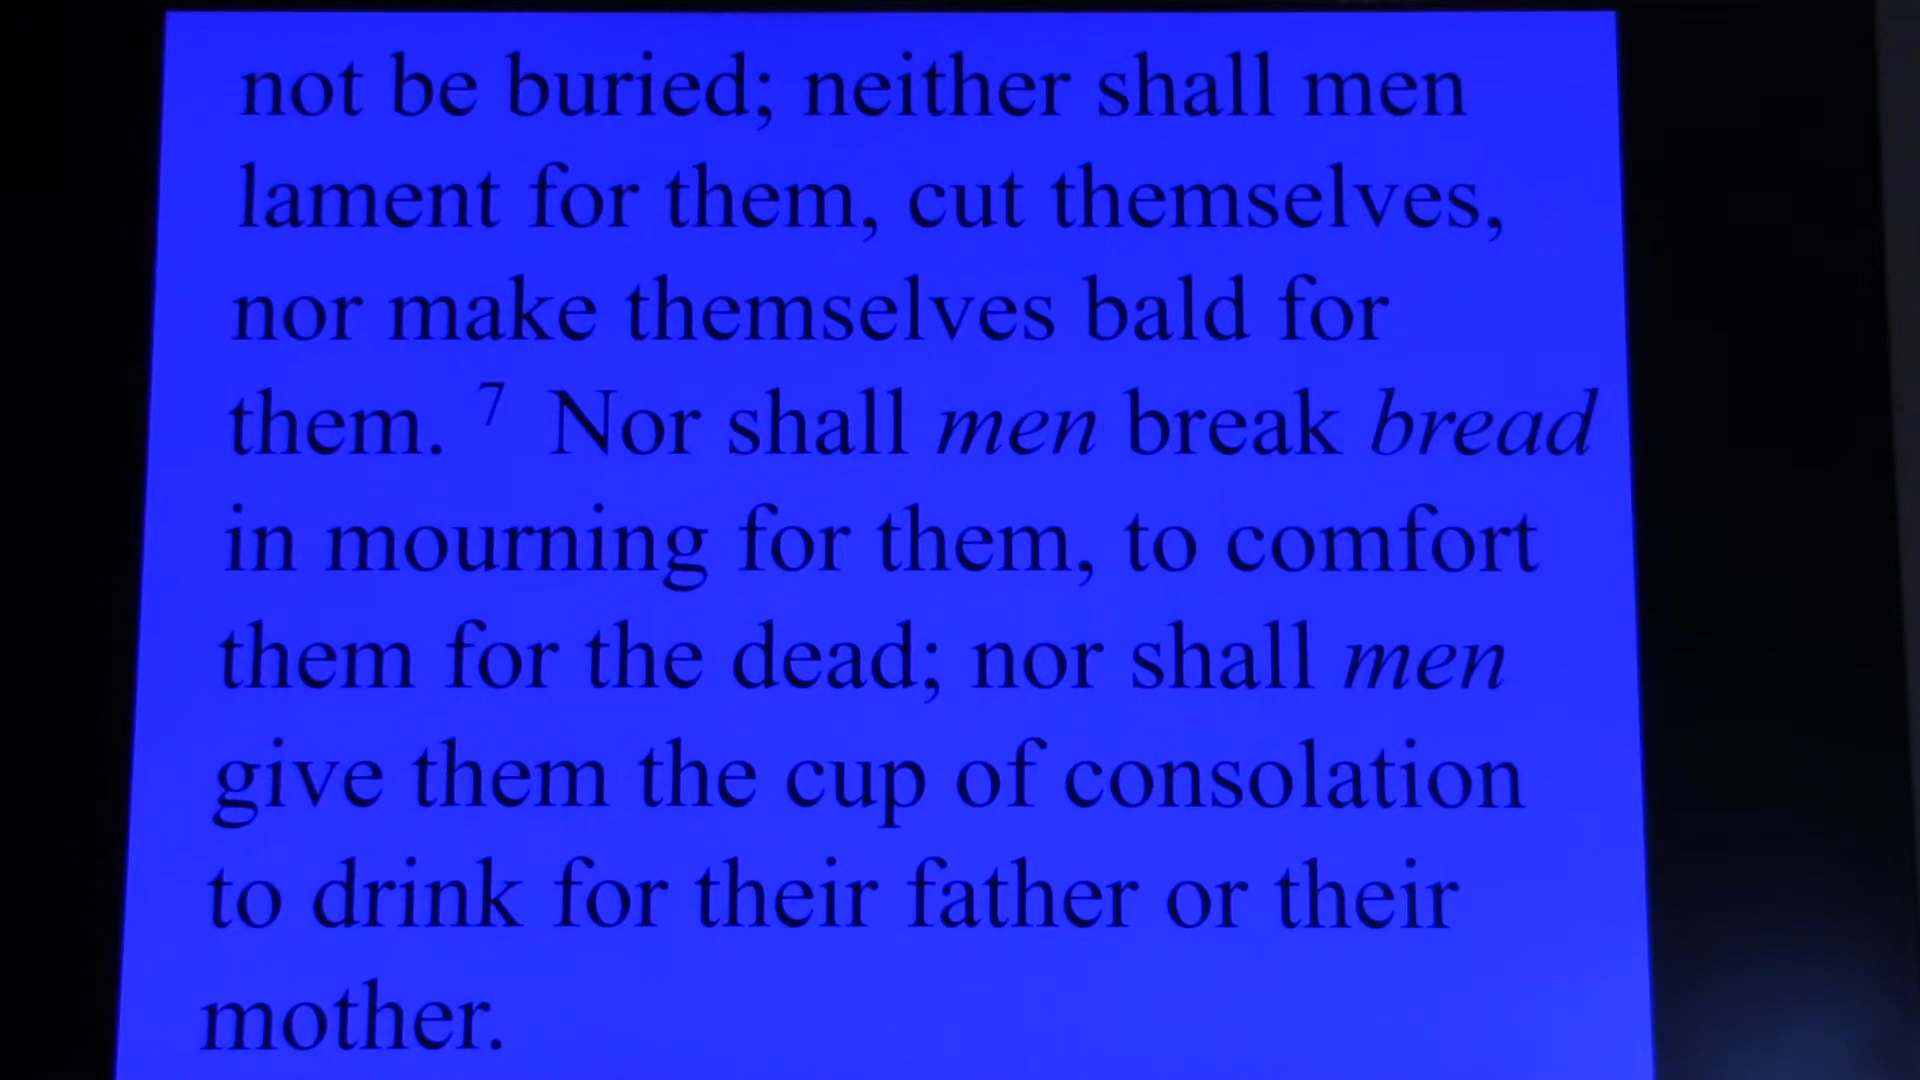 not be buried; neither shall men
lament for them, cut themselves,
nor make themselves bald for
them. 7 Nor shall men break bread
in mourning for them, to comfort
them for the dead; nor shall men
give them the cup of consolation
to drink for their father or their
mother.